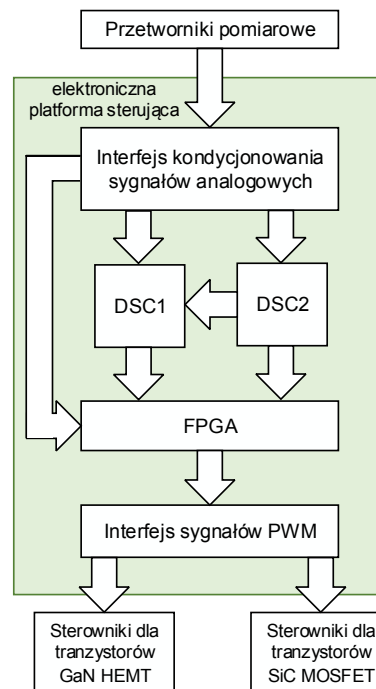 Przetworniki pomiarowe
elektroniczna
platforma sterująca
Interfejs kondycjonowania
sygnałów analogowych
DSC1
DSC2
FPGA
Interfejs sygnałów PWM
Sterowniki dla
tranzystorów
GaN HEMT
Sterowniki dla
tranzystorów
SiC MOSFET